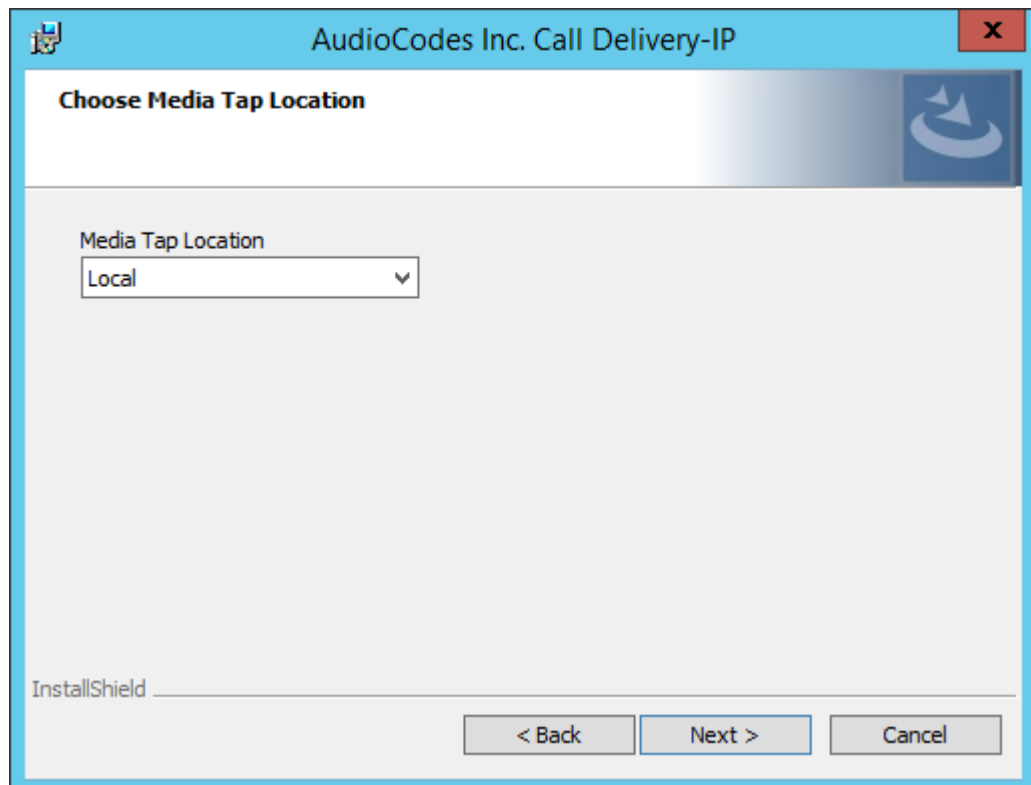 AudioCodes Inc. Call Delivery-IP
Choose Media Tap Location
Media Tap Location
Local
InstallShield
< Back Next > Cancel